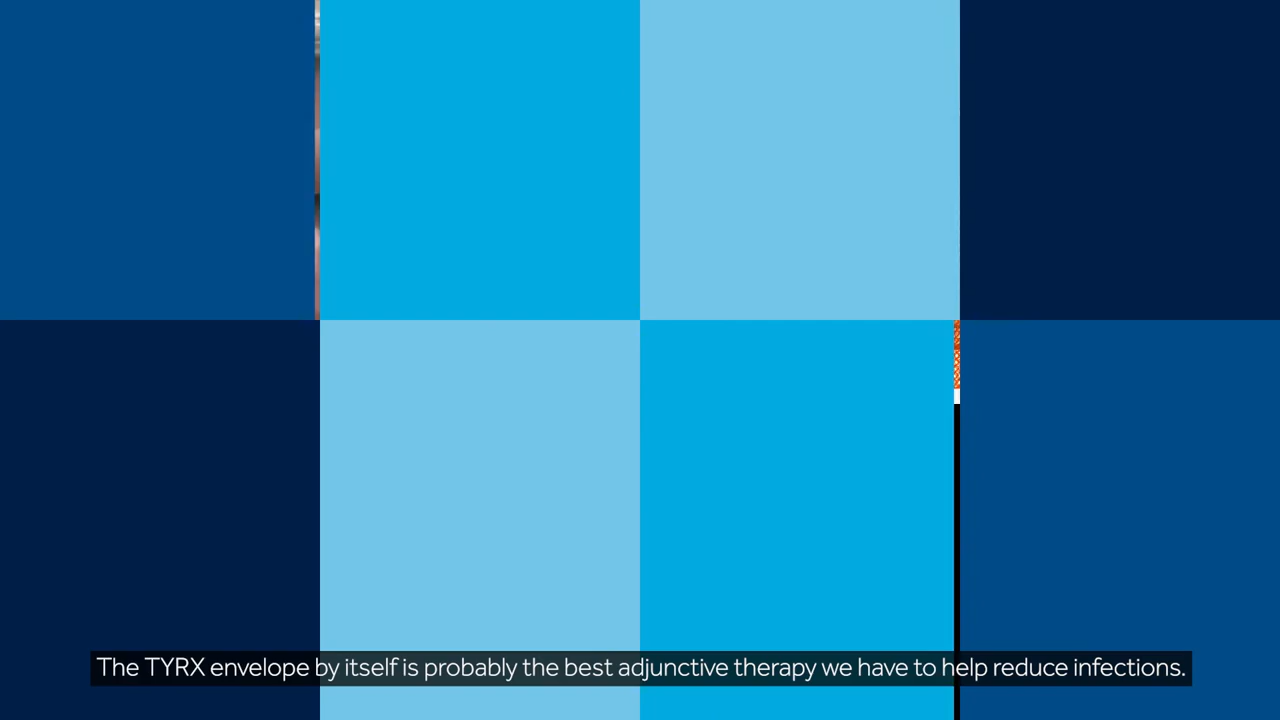 The TYRX envelope by itself is probably the best adjunctive therapy we have to help reduce infections.